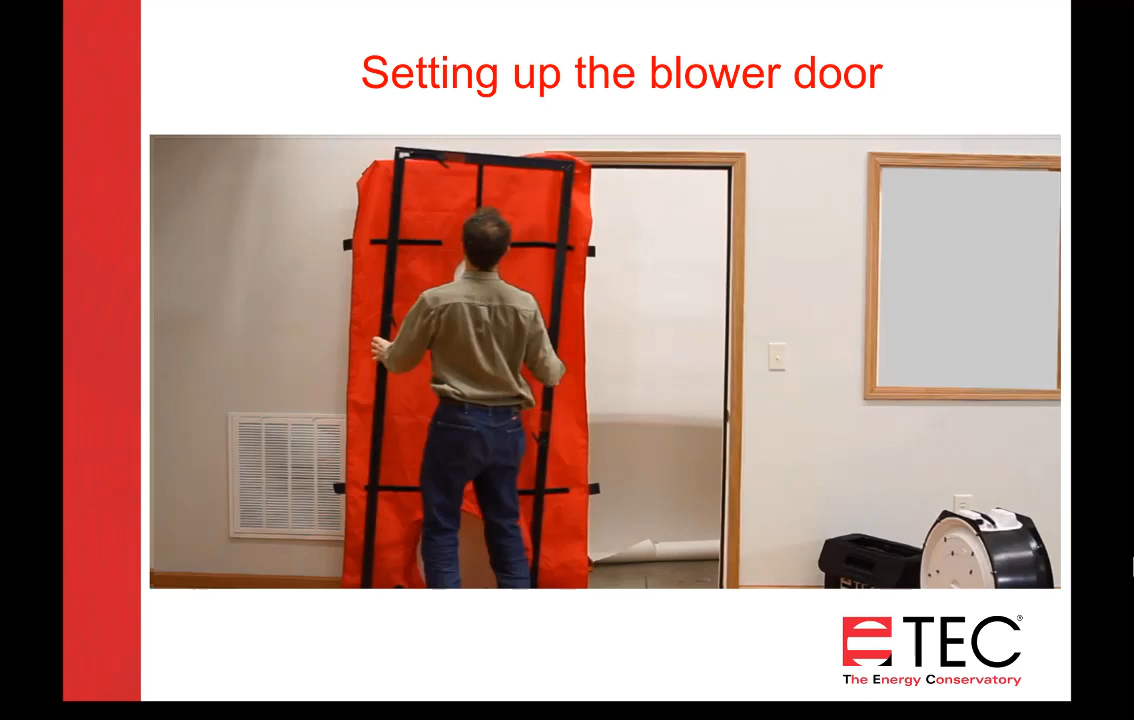 Setting up the blower door
TEC®
The Energy Conservatory